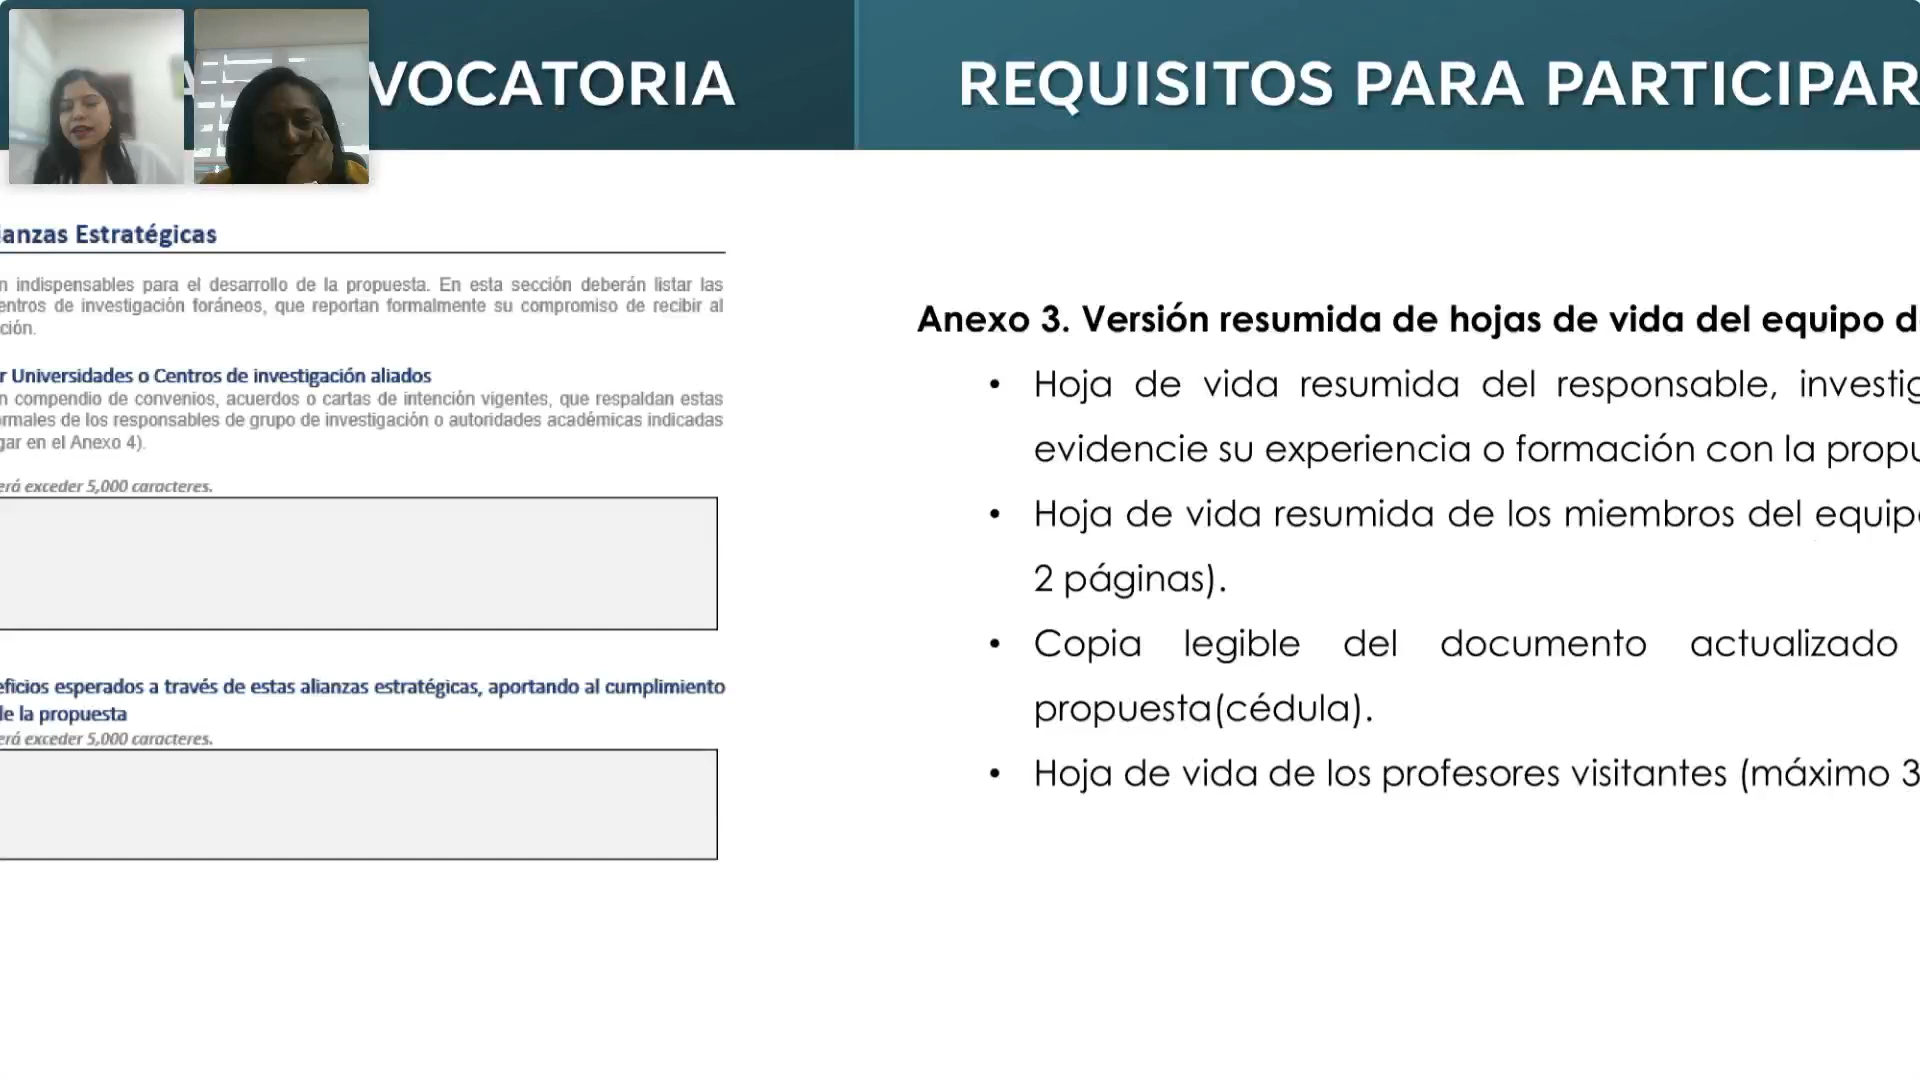 VOCATORIA
ianzas Estratégicas
n indispensables para el desarrollo de la propuesta. En esta sección deberán listar las
entros de investigación foráneos, que reportan formalmente su compromiso de recibir al
ción.
r Universidades o Centros de investigación aliados
n compendio de convenios, acuerdos o cartas de intención vigentes, que respaldan estas
ormales de los responsables de grupo de investigación o autoridades académicas indicadas
gar en el Anexo 4).
erá exceder 5,000 caracteres.
eficios esperados a través de estas alianzas estratégicas, aportando al cumplimiento
de la propuesta
erá exceder 5,000 caracteres.
REQUISITOS PARA PARTICIPAR
Anexo 3. Versión resumida de hojas de vida del equipo d
• Hoja de vida resumida del responsable, investig
evidencie su experiencia o formación con la propu
• Hoja de vida resumida de los miembros del equipo
2 páginas).
• Copia legible del documento actualizado
propuesta(cédula).
• Hoja de vida de los profesores visitantes (máximo 3